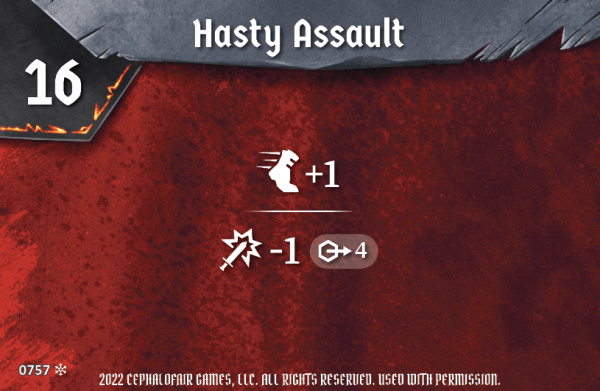 Hasty Assault
16
+1
-1 4
0757
2022 CEPHALOFAIR GAMES, LLC. ALL RIGHTS RESERVED. USED WITH PERMISSION.